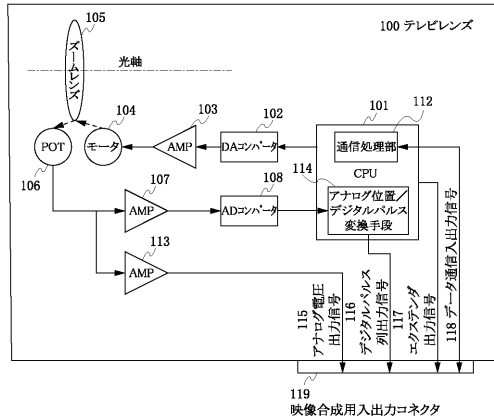 105
100 テレビレンズ
ズームレンズ
光軸
104
103
102
101
112
POT
モータ
AMP
DAコンバータ
通信処理部
CPU
106
107
108
114
AMP
ADコンバータ
アナログ位置/
デジタルパルス
変換手段
113
AMP
115
アナログ電圧
出力信号
116
デジタルパルス
列出力信号
117
エクステンダ
出力信号
118 データ通信入出力信号
119
映像合成用入出力コネクタ